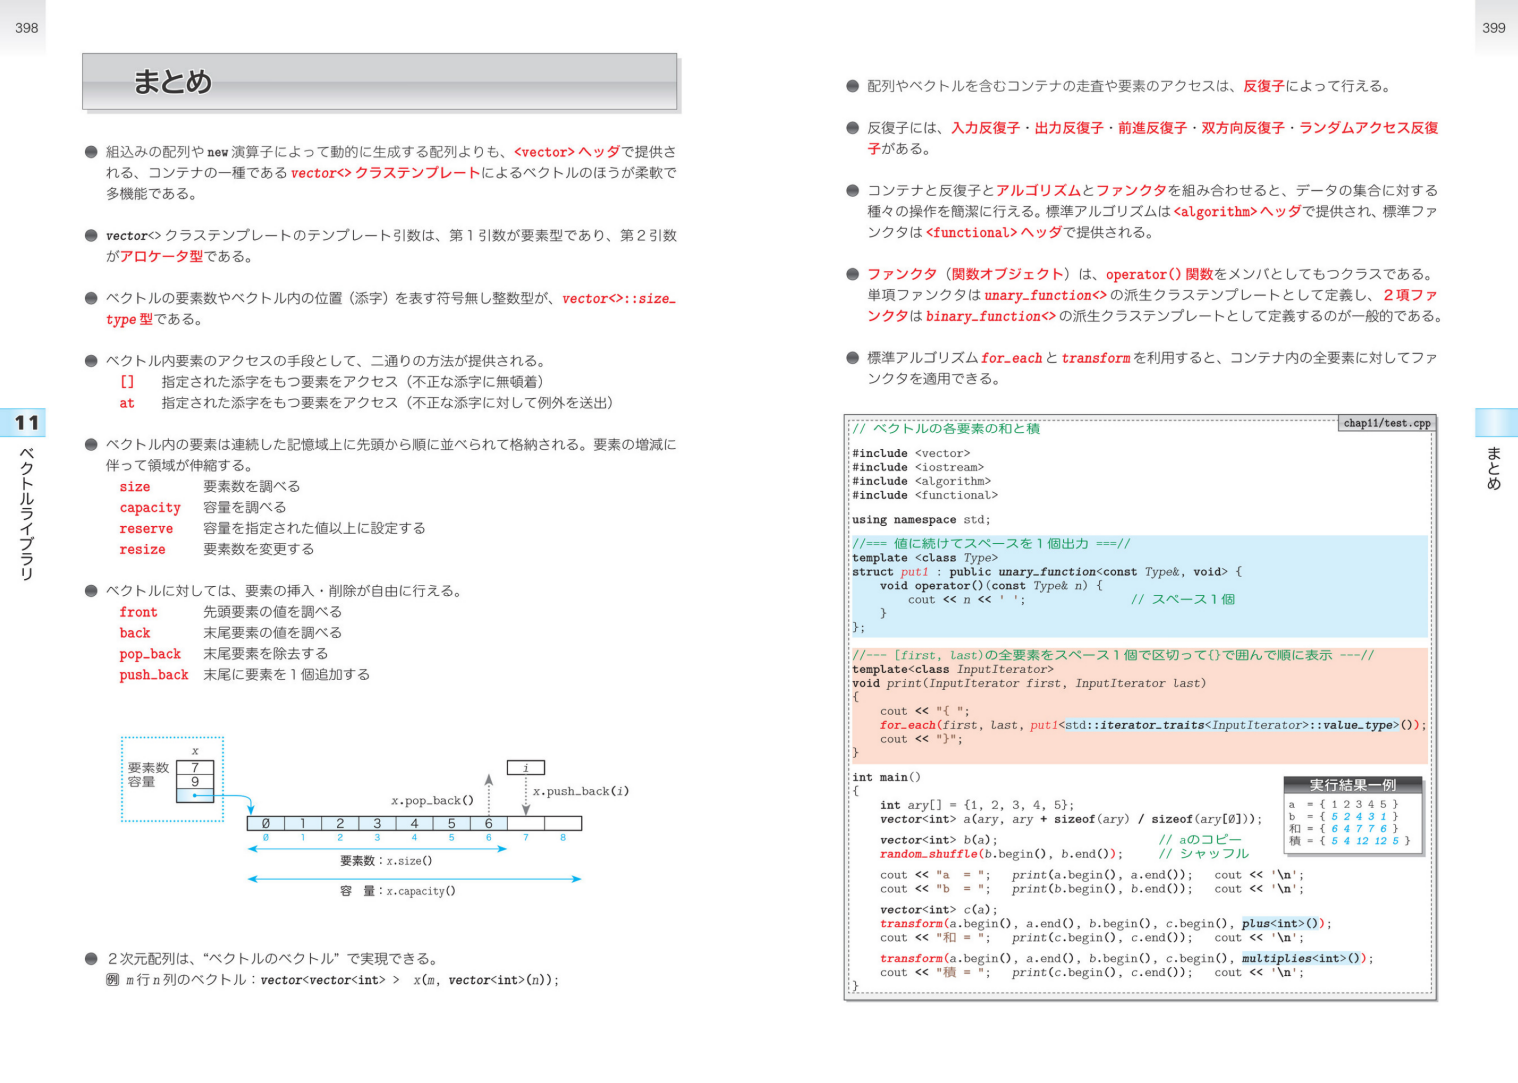 398
まとめ
● 組込みの配列や new 演算子によって動的に生成する配列よりも、<vector> ヘッダで提供さ
れる、コンテナの一種である vector<> クラステンプレートによるベクトルのほうが柔軟で
多機能である。
● vector<> クラステンプレートのテンプレート引数は、第１引数が要素型であり、第２引数
がアロケータ型である。
● ベクトルの要素数やベクトル内の位置（添字）を表す符号無し整数型が、vector<>::size_
type 型である。
● ベクトル内要素のアクセスの手段として、二通りの方法が提供される。
[] 指定された添字をもつ要素をアクセス（不正な添字に無頓着）
at 指定された添字をもつ要素をアクセス（不正な添字に対して例外を送出）
● ベクトル内の要素は連続した記憶域上に先頭から順に並べられて格納される。要素の増減に
伴って領域が伸縮する。
size 要素数を調べる
capacity 容量を調べる
reserve 容量を指定された値以上に設定する
resize 要素数を変更する
● ベクトルに対しては、要素の挿入・削除が自由に行える。
front 先頭要素の値を調べる
back 末尾要素の値を調べる
pop_back 末尾要素を除去する
push_back 末尾に要素を１個追加する
x
要素数 7
容量 9
i
x.pop_back()
x.push_back(i)
0 1 2 3 4 5 6
0 1 2 3 4 5 6 7 8
要素数：x.size()
容 量：x.capacity()
● ２次元配列は、“ベクトルのベクトル” で実現できる。
例 m 行 n 列のベクトル：vector<vector<int> > x(m, vector<int>(n));
11
ベクトルライブラリ
399
● 配列やベクトルを含むコンテナの走査や要素のアクセスは、反復子によって行える。
● 反復子には、入力反復子・出力反復子・前進反復子・双方向反復子・ランダムアクセス反復
子がある。
● コンテナと反復子とアルゴリズムとファンクタを組み合わせると、データの集合に対する
種々の操作を簡潔に行える。標準アルゴリズムは <algorithm> ヘッダで提供され、標準ファ
ンクタは <functional> ヘッダで提供される。
● ファンクタ（関数オブジェクト）は、operator() 関数をメンバとしてもつクラスである。
単項ファンクタは unary_function<> の派生クラステンプレートとして定義し、２項ファ
ンクタは binary_function<> の派生クラステンプレートとして定義するのが一般的である。
● 標準アルゴリズム for_each と transform を利用すると、コンテナ内の全要素に対してファ
ンクタを適用できる。
chap11/test.cpp
// ベクトルの各要素の和と積
#include <vector>
#include <iostream>
#include <algorithm>
#include <functional>
using namespace std;
//=== 値に続けてスペースを１個出力 ===//
template <class Type>
struct put1 : public unary_function<const Type&, void> {
void operator()(const Type& n) {
cout << n << ' '; // スペース１個
}
};
//--- [first, last)の全要素をスペース１個で区切って{}で囲んで順に表示 ---//
template<class InputIterator>
void print(InputIterator first, InputIterator last)
{
cout << "{ ";
for_each(first, last, put1<std::iterator_traits<InputIterator>::value_type>());
cout << "}";
}
int main()
{
int ary[] = {1, 2, 3, 4, 5};
vector<int> a(ary, ary + sizeof(ary) / sizeof(ary[0]));
vector<int> b(a); // aのコピー
random_shuffle(b.begin(), b.end()); // シャッフル
cout << "a = "; print(a.begin(), a.end()); cout << '\n';
cout << "b = "; print(b.begin(), b.end()); cout << '\n';
vector<int> c(a);
transform(a.begin(), a.end(), b.begin(), c.begin(), plus<int>());
cout << "和 = "; print(c.begin(), c.end()); cout << '\n';
transform(a.begin(), a.end(), b.begin(), c.begin(), multiplies<int>());
cout << "積 = "; print(c.begin(), c.end()); cout << '\n';
}
実行結果一例
a = { 1 2 3 4 5 }
b = { 5 2 4 3 1 }
和 = { 6 4 7 7 6 }
積 = { 5 4 12 12 5 }
まとめ